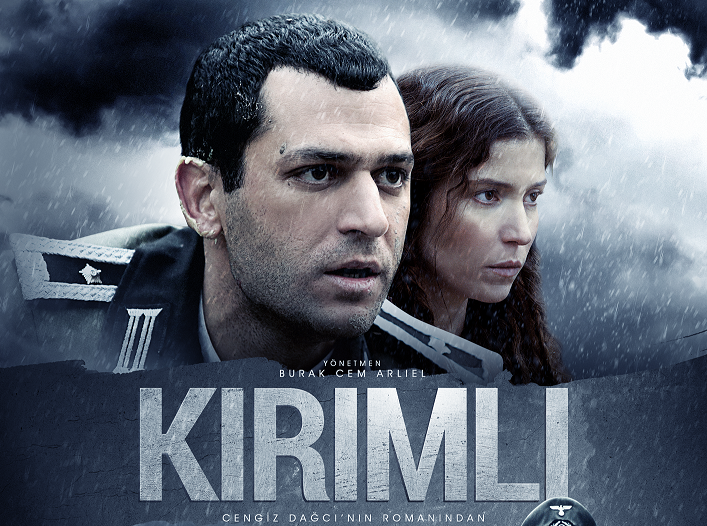 YÖNETMEN
BURAK CEM ARLIEL
KIRIMLI
CENGİZ DAĞCI'NIN ROMANINDAN